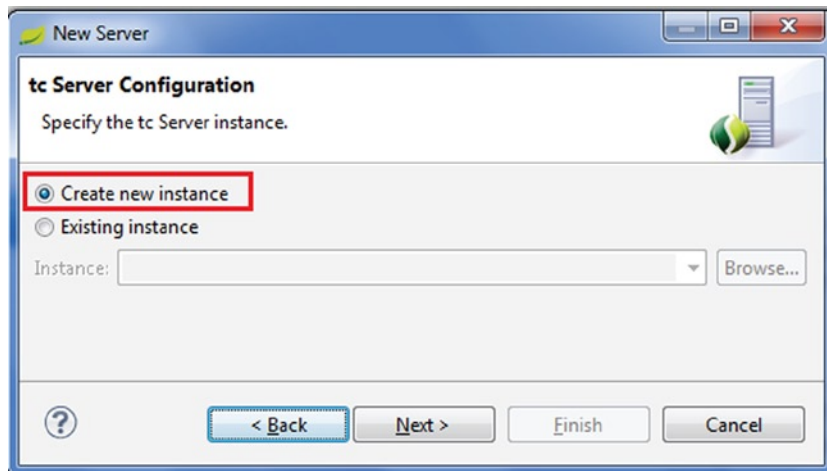 New Server
tc Server Configuration
Specify the tc Server instance.
Create new instance
Existing instance
Instance:
Browse...
?
< Back
Next >
Finish
Cancel